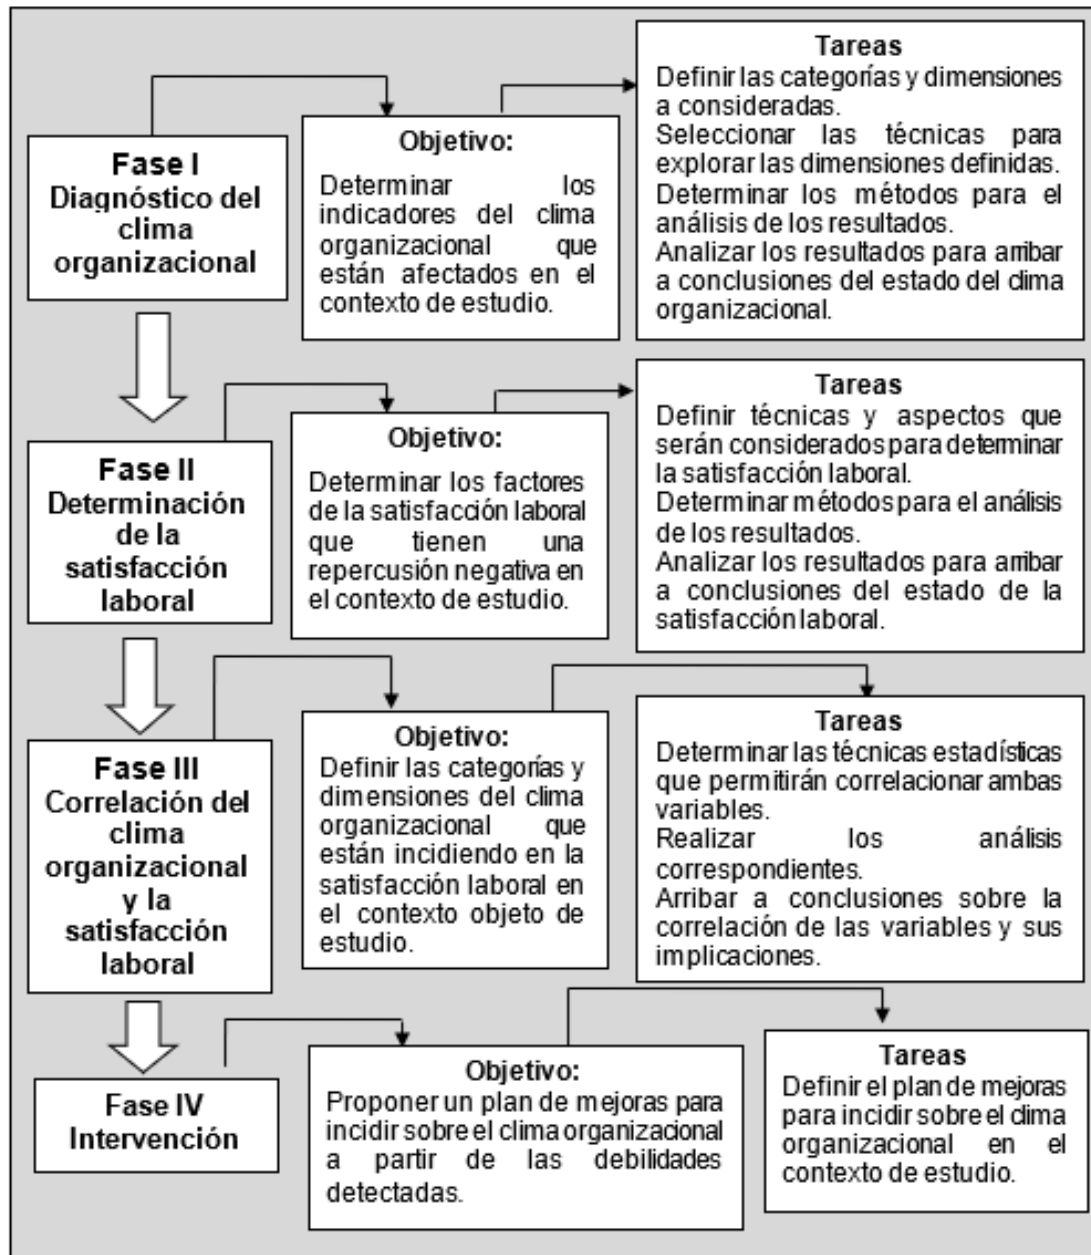 Fase I
Diagnóstico del
clima
organizacional
Objetivo:
Determinar los
indicadores del clima
organizacional que
están afectados en el
contexto de estudio.
Tareas
Definir las categorías y dimensiones
a consideradas.
Seleccionar las técnicas para
explorar las dimensiones definidas.
Determinar los métodos para el
análisis de los resultados.
Analizar los resultados para arribar
a conclusiones del estado del clima
organizacional.
Fase II
Determinación
de la
satisfacción
laboral
Objetivo:
Determinar los factores
de la satisfacción laboral
que tienen una
repercusión negativa en
el contexto de estudio.
Tareas
Definir técnicas y aspectos que
serán considerados para determinar
la satisfacción laboral.
Determinar métodos para el análisis
de los resultados.
Analizar los resultados para arribar
a conclusiones del estado de la
satisfacción laboral.
Fase III
Correlación del
clima
organizacional
y la
satisfacción
laboral
Objetivo:
Definir las categorías y
dimensiones del clima
organizacional que
están incidiendo en la
satisfacción laboral en
el contexto objeto de
estudio.
Tareas
Determinar las técnicas estadísticas
que permitirán correlacionar ambas
variables.
Realizar los análisis
correspondientes.
Arribar a conclusiones sobre la
correlación de las variables y sus
implicaciones.
Fase IV
Intervención
Objetivo:
Proponer un plan de mejoras para
incidir sobre el clima organizacional
a partir de las debilidades
detectadas.
Tareas
Definir el plan de mejoras
para incidir sobre el clima
organizacional en el
contexto de estudio.